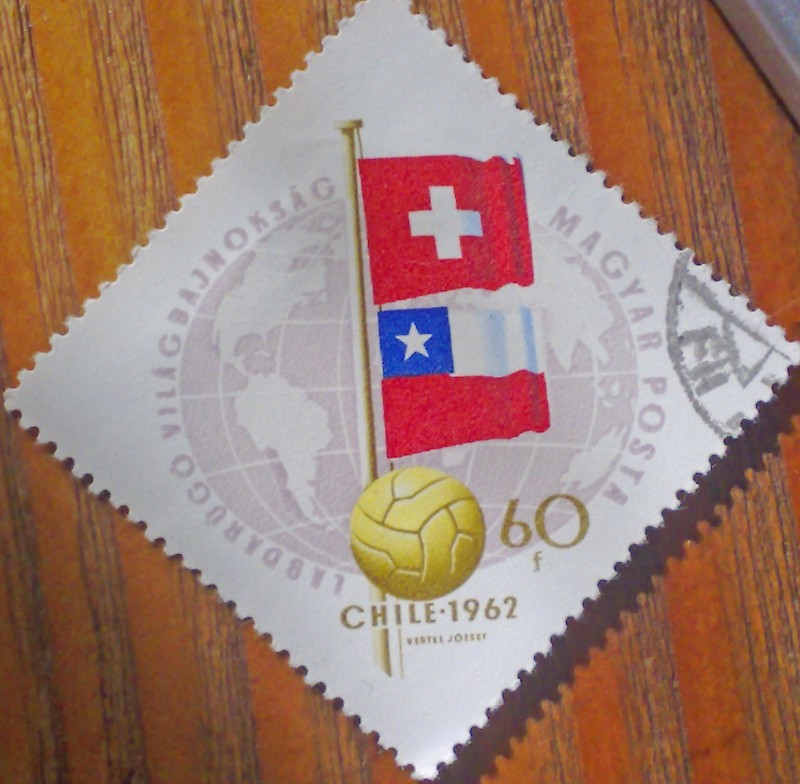 LABDARÚGÓ VILÁGBAJNOKSÁG
MAGYAR POSTA
60
f
CHILE·1962
VERTEL JÓZSEF